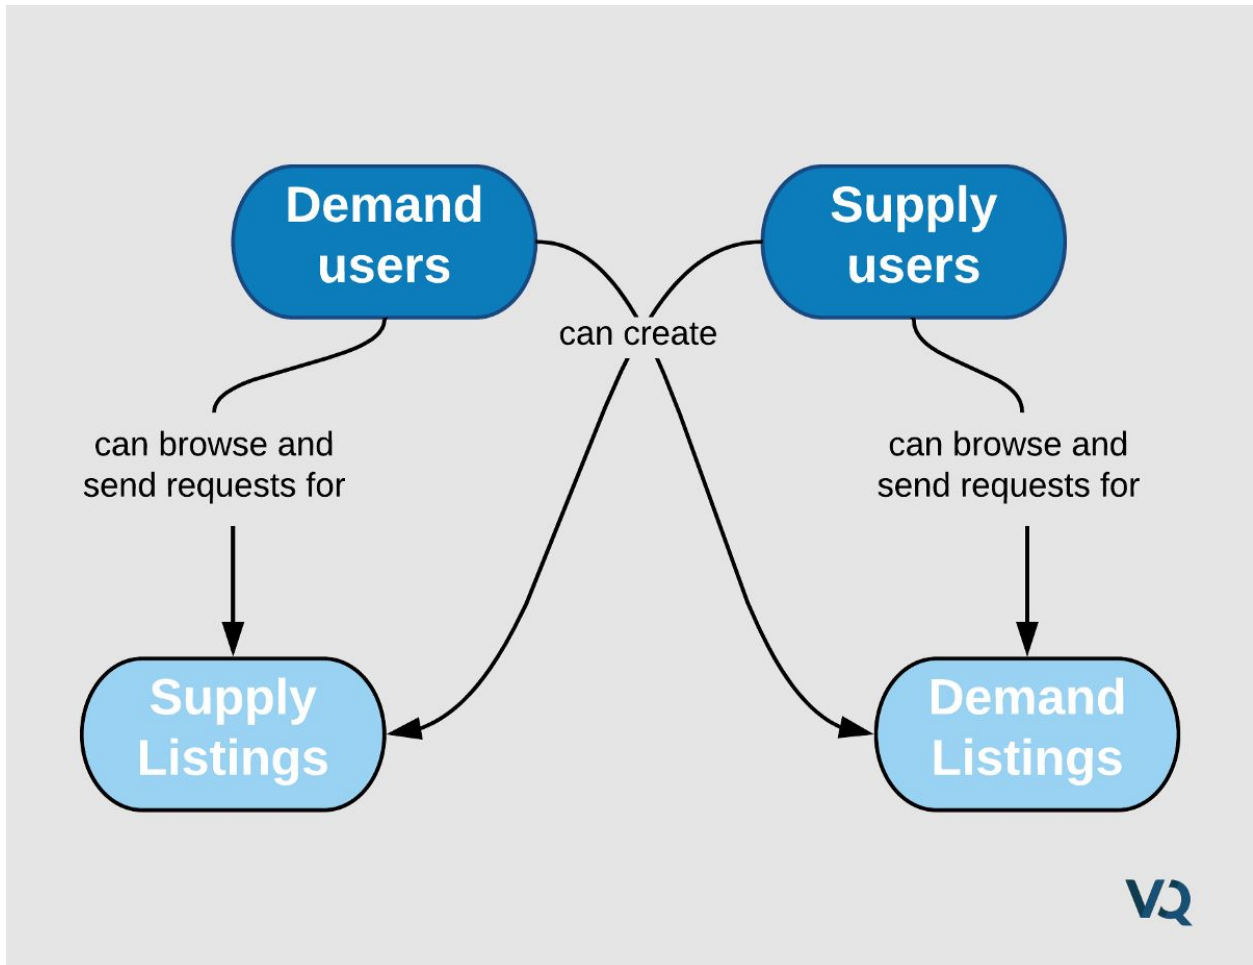 Demand
users
Supply
users
can create
can browse and
send requests for
can browse and
send requests for
Supply
Listings
Demand
Listings
VQ